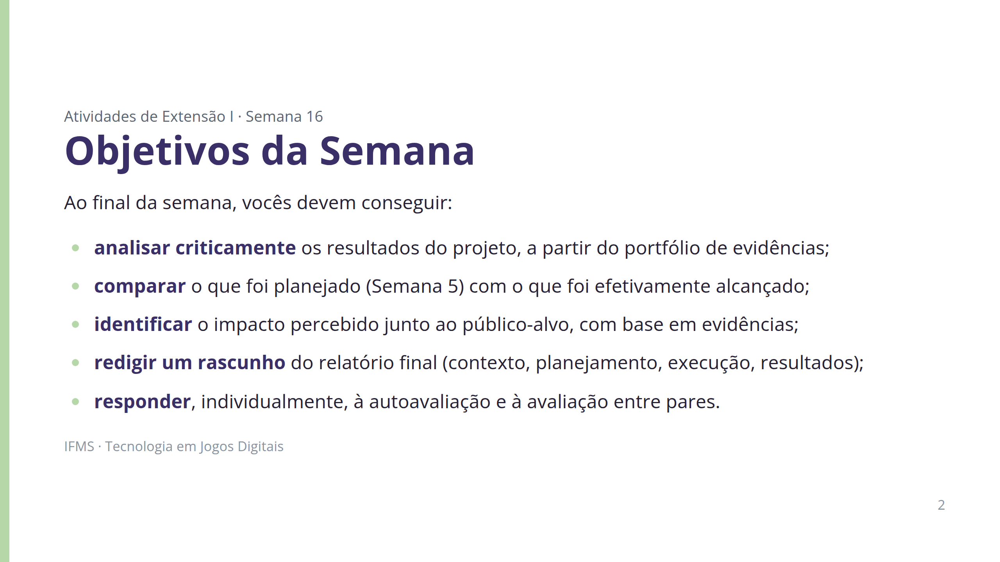 Atividades de Extensão I · Semana 16
Objetivos da Semana
Ao final da semana, vocês devem conseguir:
analisar criticamente os resultados do projeto, a partir do portfólio de evidências;
comparar o que foi planejado (Semana 5) com o que foi efetivamente alcançado;
identificar o impacto percebido junto ao público-alvo, com base em evidências;
redigir um rascunho do relatório final (contexto, planejamento, execução, resultados);
responder, individualmente, à autoavaliação e à avaliação entre pares.
IFMS · Tecnologia em Jogos Digitais
2